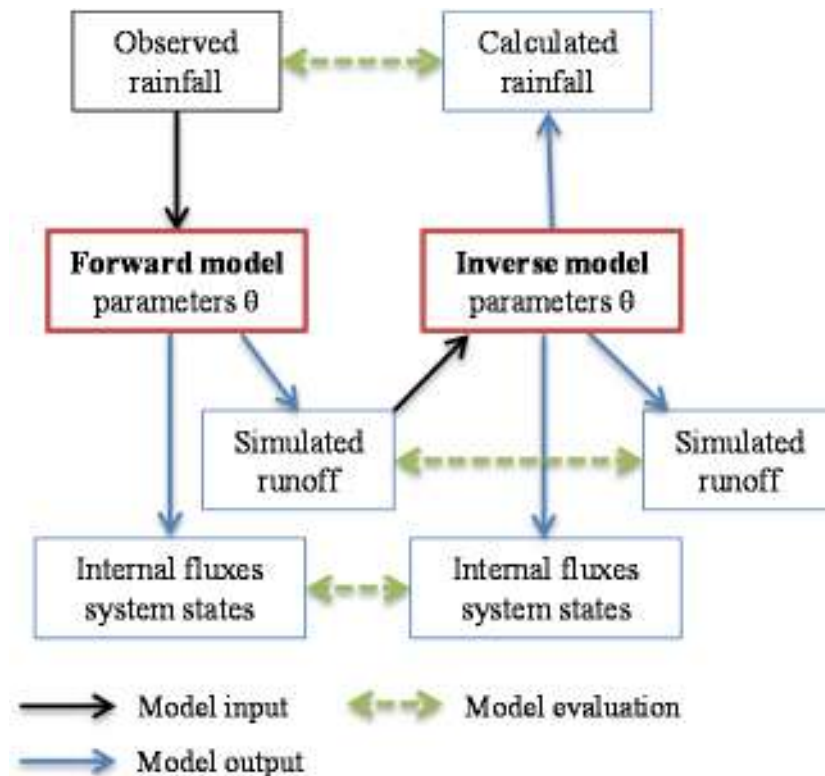 Observed
rainfall
Calculated
rainfall
Forward model
parameters θ
Inverse model
parameters θ
Simulated
runoff
Simulated
runoff
Internal fluxes
system states
Internal fluxes
system states
Model input
Model evaluation
Model output